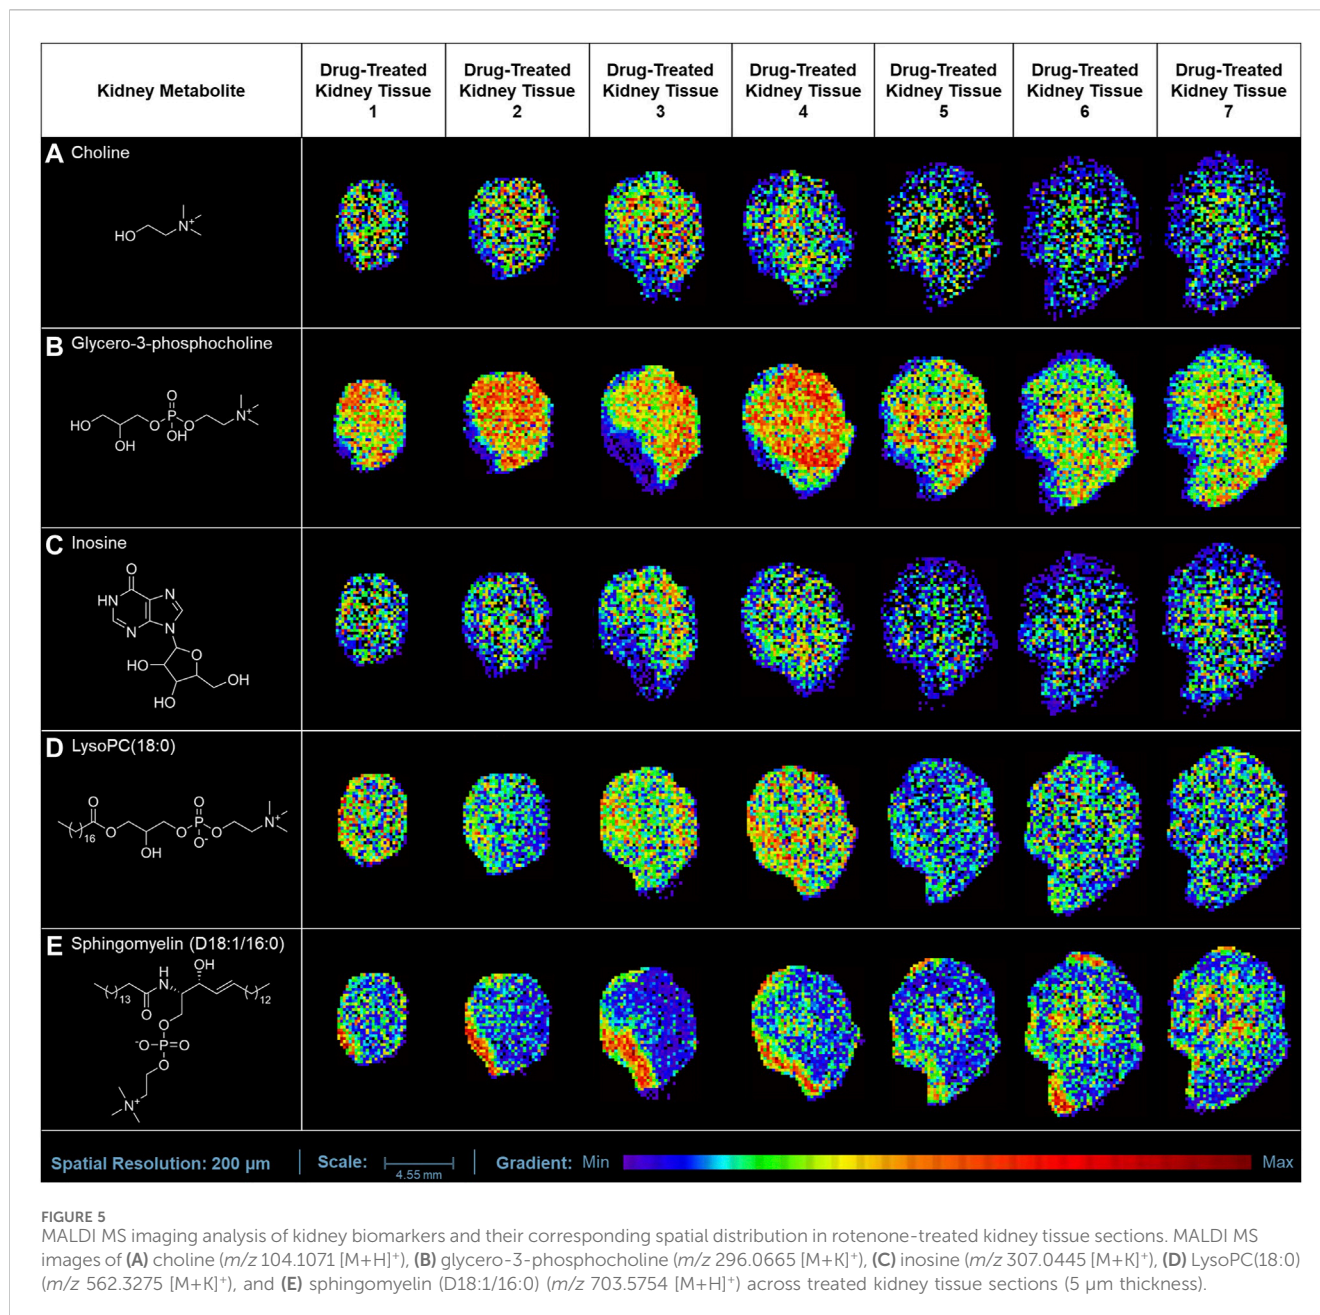 Kidney Metabolite
Drug-Treated
Kidney Tissue
1
Drug-Treated
Kidney Tissue
2
Drug-Treated
Kidney Tissue
3
Drug-Treated
Kidney Tissue
4
Drug-Treated
Kidney Tissue
5
Drug-Treated
Kidney Tissue
6
Drug-Treated
Kidney Tissue
7
A Choline
HO
N+
B Glycero-3-phosphocholine
O
HO
O
P
O
N+
OH
OH
C Inosine
O
HN
N
N
N
HO
O
OH
HO
D LysoPC(18:0)
O
O
16
O
O
P
O
N+
OH
O-
E Sphingomyelin (D18:1/16:0)
OH
H
N
13
12
O
O
-O
P
O
O
N+
Spatial Resolution: 200 µm
Scale:
4.55 mm
Gradient: Min
Max
FIGURE 5
MALDI MS imaging analysis of kidney biomarkers and their corresponding spatial distribution in rotenone-treated kidney tissue sections. MALDI MS
images of (A) choline (m/z 104.1071 [M+H]⁺), (B) glycero-3-phosphocholine (m/z 296.0665 [M+K]⁺), (C) inosine (m/z 307.0445 [M+K]⁺), (D) LysoPC(18:0)
(m/z 562.3275 [M+K]⁺), and (E) sphingomyelin (D18:1/16:0) (m/z 703.5754 [M+H]⁺) across treated kidney tissue sections (5 µm thickness).